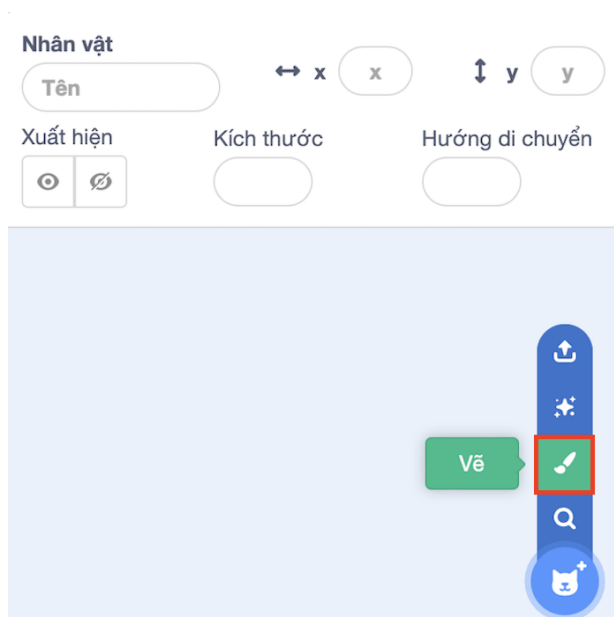 Nhân vật
Tên
x
x
y
y
Xuất hiện
Kích thước
Hướng di chuyển
Vẽ